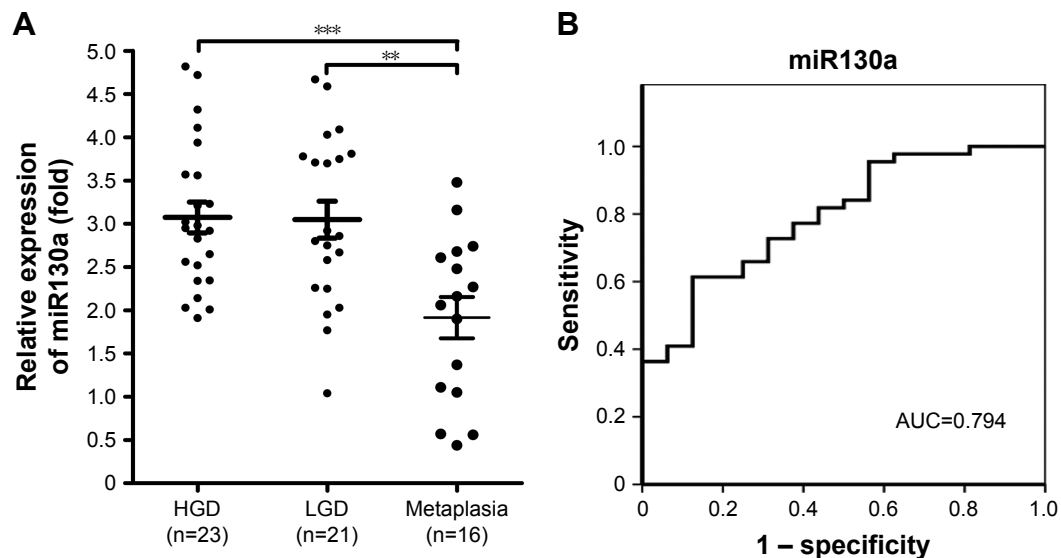 A
Relative expression
of miR130a (fold)
5.0
4.5
4.0
3.5
3.0
2.5
2.0
1.5
1.0
0.5
0
***
**
HGD
(n=23)
LGD
(n=21)
Metaplasia
(n=16)
B
miR130a
Sensitivity
1.0
0.8
0.6
0.4
0.2
0
AUC=0.794
0 0.2 0.4 0.6 0.8 1.0
1 – specificity